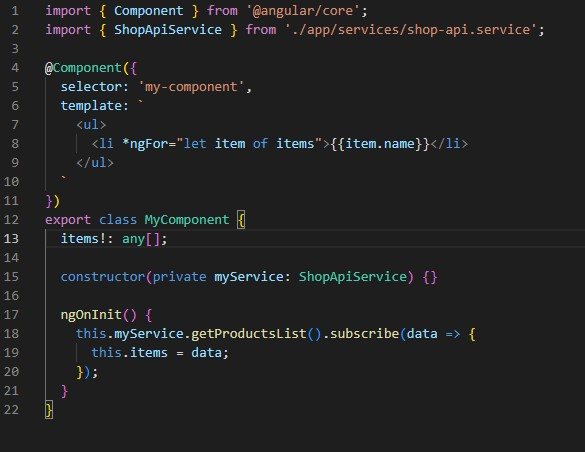 1 import { Component } from '@angular/core';
2 import { ShopApiService } from './app/services/shop-api.service';
3
4 @Component({
5   selector: 'my-component',
6   template: `
7     <ul>
8       <li *ngFor="let item of items">{{item.name}}</li>
9     </ul>
10   `
11 })
12 export class MyComponent {
13   items!: any[];
14
15   constructor(private myService: ShopApiService) {}
16
17   ngOnInit() {
18     this.myService.getProductsList().subscribe(data => {
19       this.items = data;
20     });
21   }
22 }